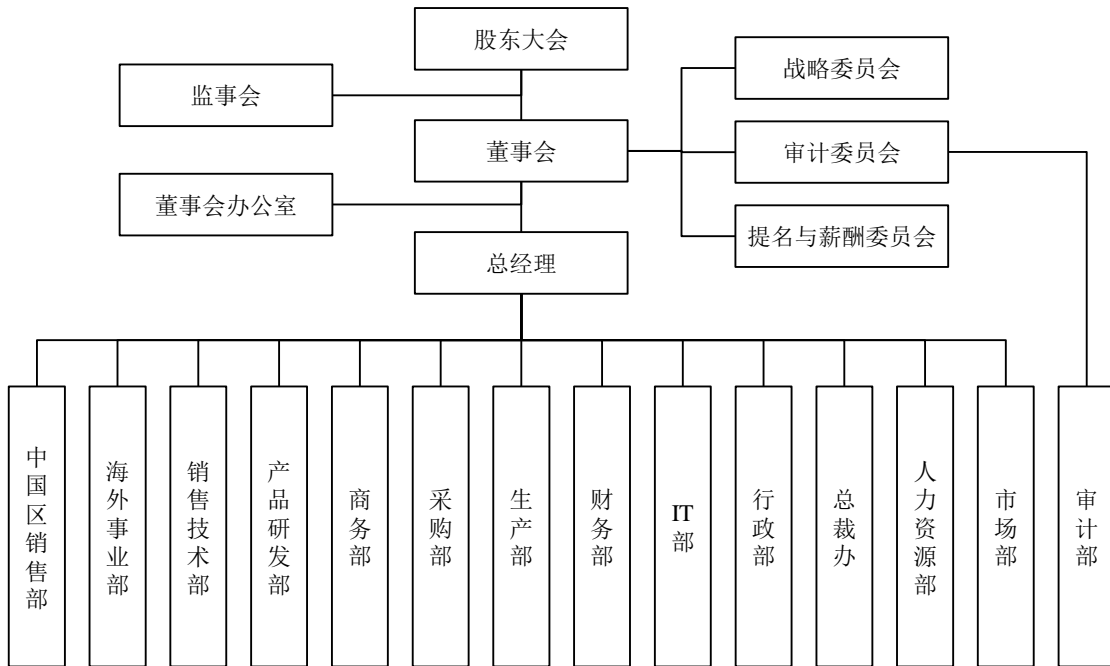 股东大会
战略委员会
监事会
董事会
审计委员会
董事会办公室
提名与薪酬委员会
总经理
中国区销售部
海外事业部
销售技术部
产品研发部
商务部
采购部
生产部
财务部
IT部
行政部
总裁办
人力资源部
市场部
审计部